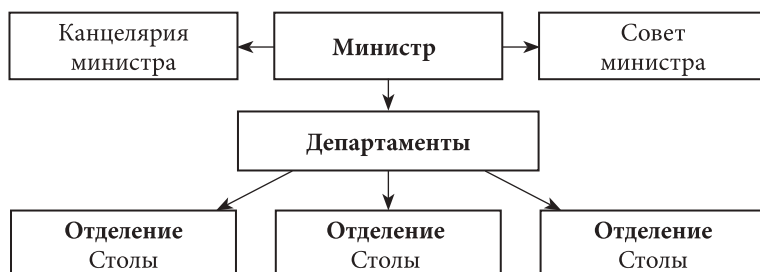 Канцелярия
министра
Министр
Совет
министра
Департаменты
Отделение
Столы
Отделение
Столы
Отделение
Столы